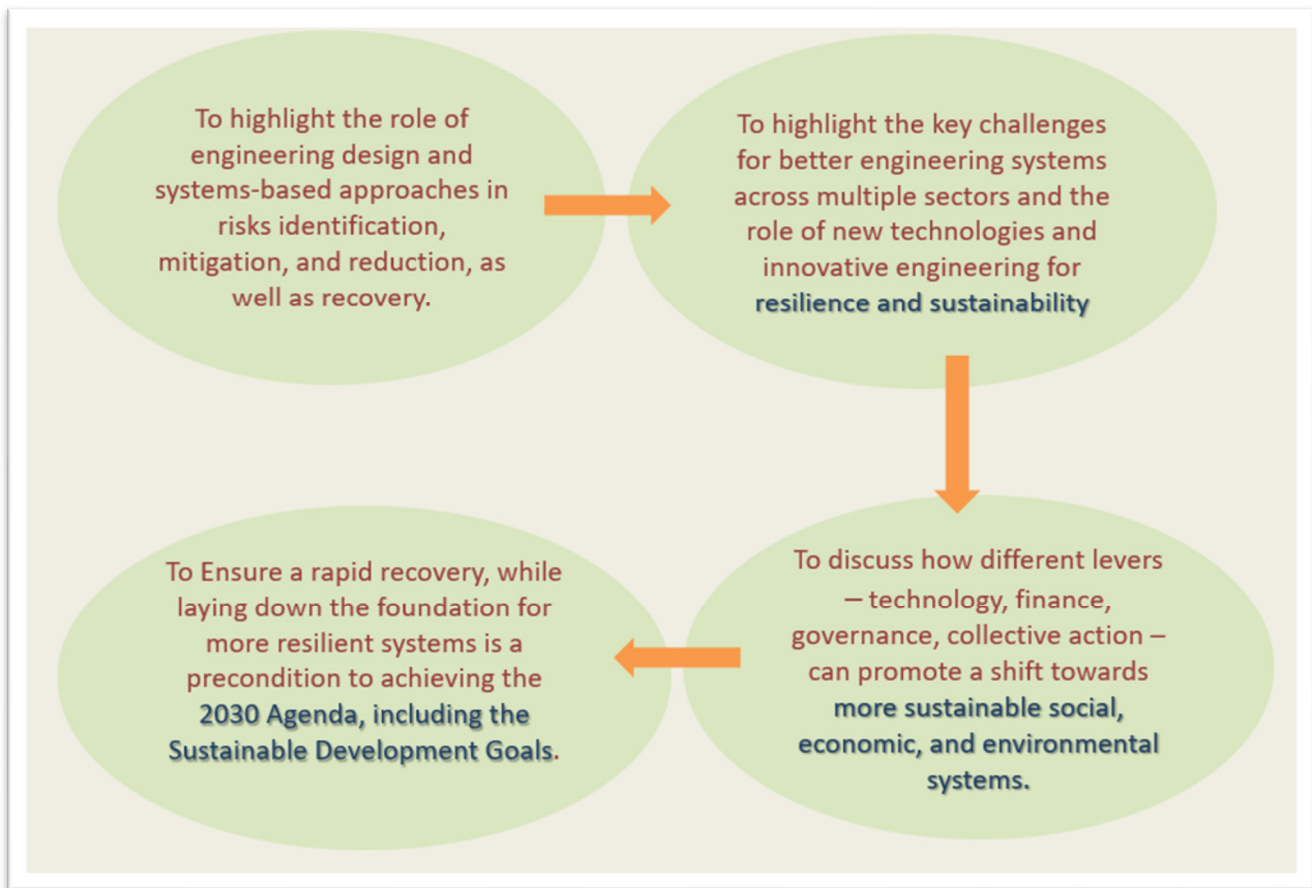 To highlight the role of
engineering design and
systems-based approaches in
risks identification,
mitigation, and reduction, as
well as recovery.
To highlight the key challenges
for better engineering systems
across multiple sectors and the
role of new technologies and
innovative engineering for
resilience and sustainability
To discuss how different levers
– technology, finance,
governance, collective action –
can promote a shift towards
more sustainable social,
economic, and environmental
systems.
To Ensure a rapid recovery, while
laying down the foundation for
more resilient systems is a
precondition to achieving the
2030 Agenda, including the
Sustainable Development Goals.